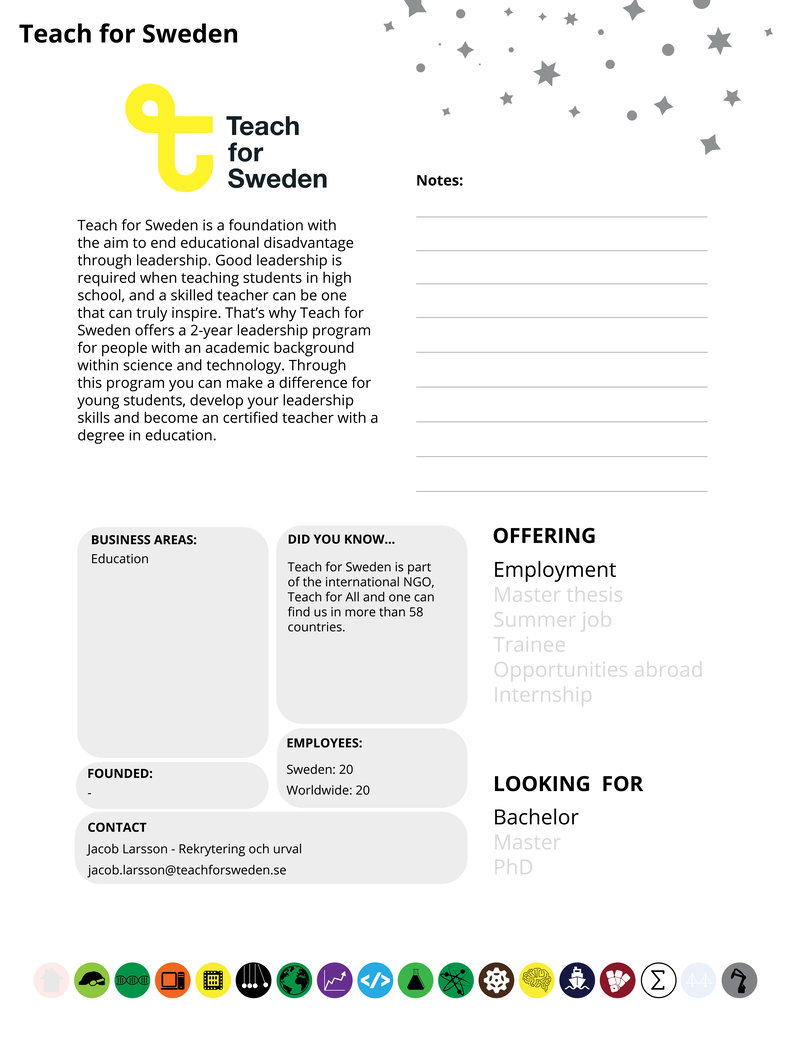 Teach for Sweden
Teach
for
Sweden
Notes:
Teach for Sweden is a foundation with
the aim to end educational disadvantage
through leadership. Good leadership is
required when teaching students in high
school, and a skilled teacher can be one
that can truly inspire. That’s why Teach for
Sweden offers a 2-year leadership program
for people with an academic background
within science and technology. Through
this program you can make a difference for
young students, develop your leadership
skills and become an certified teacher with a
degree in education.
BUSINESS AREAS:
Education
DID YOU KNOW...
Teach for Sweden is part
of the international NGO,
Teach for All and one can
find us in more than 58
countries.
FOUNDED:
-
EMPLOYEES:
Sweden: 20
Worldwide: 20
CONTACT
Jacob Larsson - Rekrytering och urval
jacob.larsson@teachforsweden.se
OFFERING
Employment
Master thesis
Summer job
Trainee
Opportunities abroad
Internship
LOOKING FOR
Bachelor
Master
PhD
</>
Σ